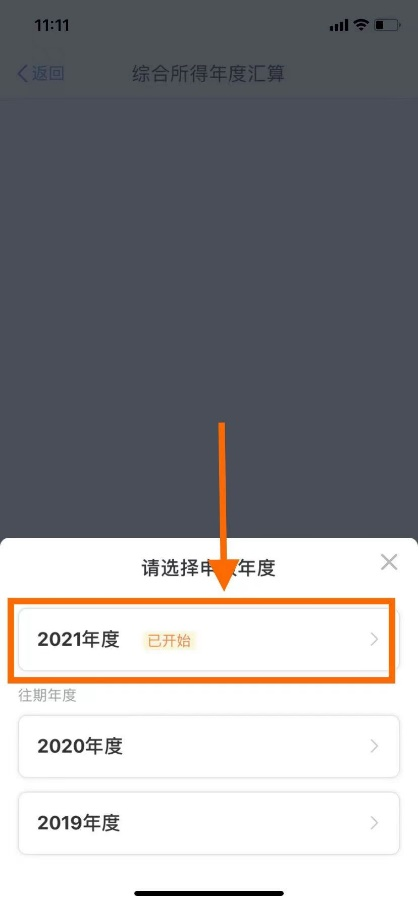 11:11
返回
综合所得年度汇算
请选择申年度
2021年度
已开始
往期年度
2020年度
2019年度